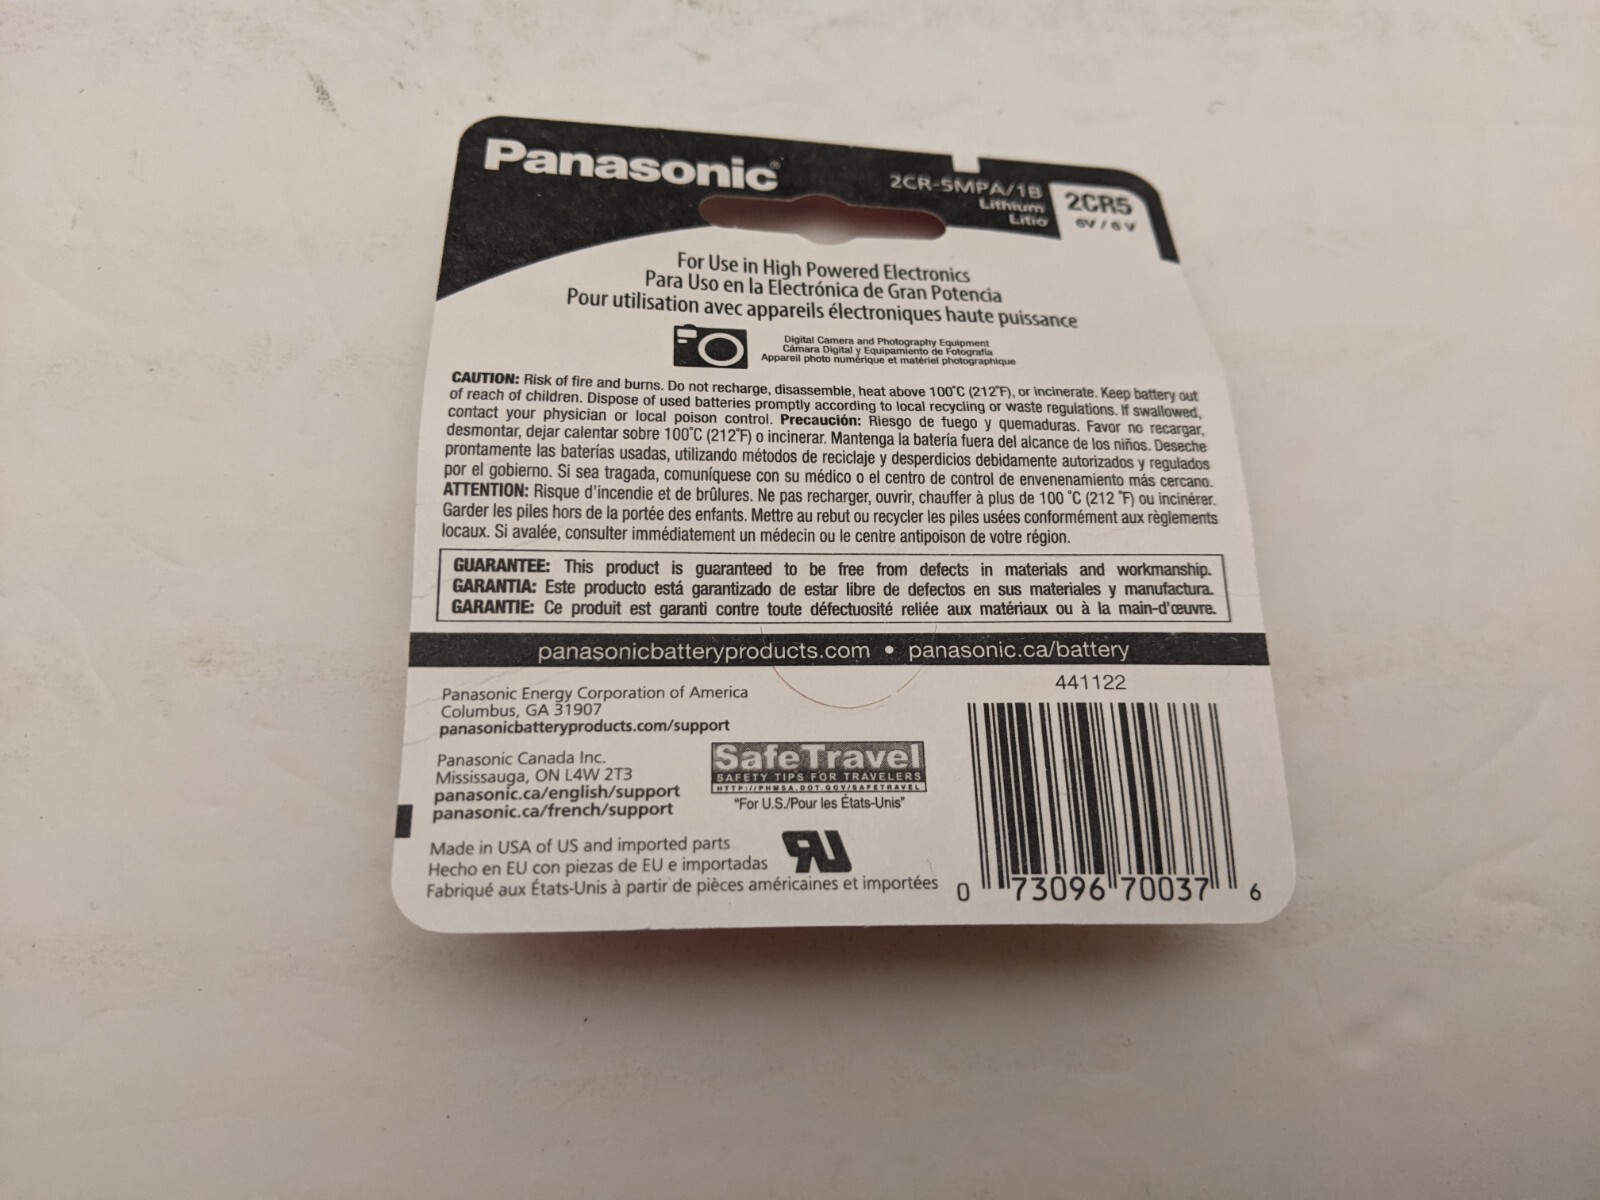 Panasonic®
2CR-5MPA/1B
Lithium
Litio
2CR5
6V / 6 V
For Use in High Powered Electronics
Para Uso en la Electrónica de Gran Potencia
Pour utilisation avec appareils électroniques haute puissance
Digital Camera and Photography Equipment
Cámara Digital y Equipamiento de Fotografia
Appareil photo numérique et matériel photographique
CAUTION: Risk of fire and burns. Do not recharge, disassemble, heat above 100°C (212°F), or incinerate. Keep battery out
of reach of children. Dispose of used batteries promptly according to local recycling or waste regulations. If swallowed,
contact your physician or local poison control. Precaución: Riesgo de fuego y quemaduras. Favor no recargar,
desmontar, dejar calentar sobre 100°C (212°F) o incinerar. Mantenga la batería fuera del alcance de los niños. Deseche
prontamente las baterías usadas, utilizando métodos de reciclaje y desperdicios debidamente autorizados y regulados
por el gobierno. Si sea tragada, comuníquese con su médico o el centro de control de envenenamiento más cercano.
ATTENTION: Risque d'incendie et de brûlures. Ne pas recharger, ouvrir, chauffer à plus de 100 °C (212 °F) ou incinérer.
Garder les piles hors de la portée des enfants. Mettre au rebut ou recycler les piles usées conformément aux règlements
locaux. Si avalée, consulter immédiatement un médecin ou le centre antipoison de votre région.
GUARANTEE: This product is guaranteed to be free from defects in materials and workmanship.
GARANTIA: Este producto está garantizado de estar libre de defectos en sus materiales y manufactura.
GARANTIE: Ce produit est garanti contre toute défectuosité reliée aux matériaux ou à la main-d'œuvre.
panasonicbatteryproducts.com • panasonic.ca/battery
441122
Panasonic Energy Corporation of America
Columbus, GA 31907
panasonicbatteryproducts.com/support
Panasonic Canada Inc.
Mississauga, ON L4W 2T3
panasonic.ca/english/support
panasonic.ca/french/support
SafeTravel
SAFETY TIPS FOR TRAVELERS
HTTP://PHMSA.DOT.GOV/SAFETRAVEL
"For U.S./Pour les États-Unis"
Made in USA of US and imported parts
Hecho en EU con piezas de EU e importadas
Fabriqué aux États-Unis à partir de pièces américaines et importées
0 73096 70037 6